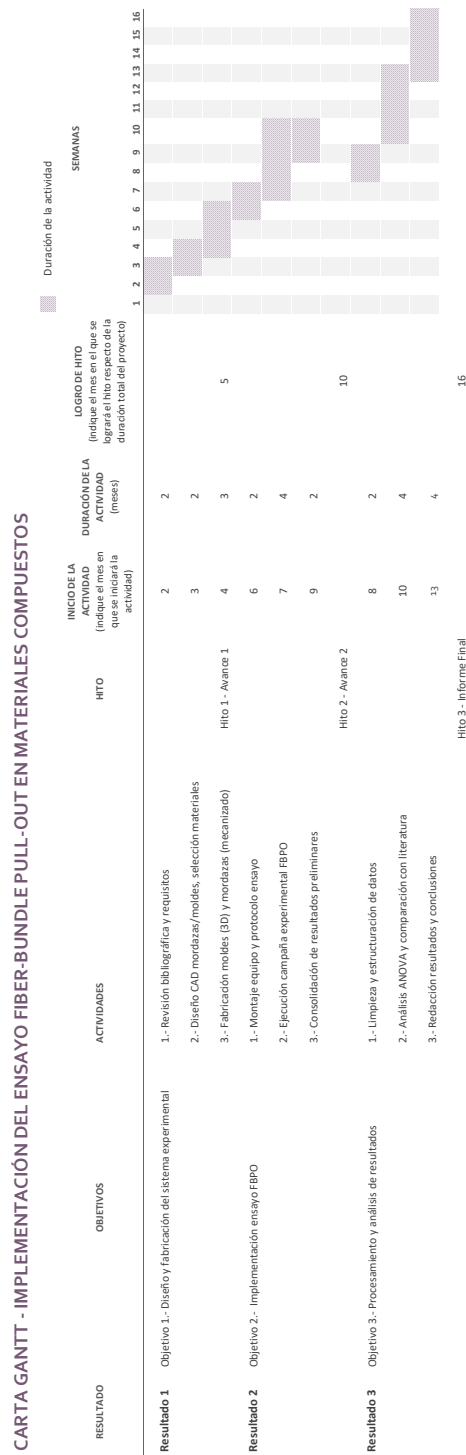 CARTA GANTT - IMPLEMENTACIÓN DEL ENSAYO FIBER-BUNDLE PULL-OUT EN MATERIALES COMPUESTOS
Duración de la actividad
RESULTADO OBJETIVOS ACTIVIDADES HITO
INICIO DE LA
ACTIVIDAD
(indique el mes en
que se iniciará la
actividad)
DURACIÓN DE LA
ACTIVIDAD
(meses)
LOGRO DE HITO
(indique el mes en el que se
logrará el hito respecto de la
duración total del proyecto)
SEMANAS
1 2 3 4 5 6 7 8 9 10 11 12 13 14 15 16
Resultado 1 Objetivo 1.- Diseño y fabricación del sistema experimental 1.- Revisión bibliográfica y requisitos 2 2
2.- Diseño CAD mordazas/moldes, selección materiales 3 2
3.- Fabricación moldes (3D) y mordazas (mecanizado) 4 3
Hito 1 - Avance 1 5
Resultado 2 Objetivo 2.- Implementación ensayo FBPO 1.- Montaje equipo y protocolo ensayo 6 2
2.- Ejecución campaña experimental FBPO 7 4
3.- Consolidación de resultados preliminares 9 2
Hito 2 - Avance 2 10
Resultado 3 Objetivo 3.- Procesamiento y análisis de resultados 1.- Limpieza y estructuración de datos 8 2
2.- Análisis ANOVA y comparación con literatura 10 4
3.- Redacción resultados y conclusiones 13 4
Hito 3 - Informe Final 16